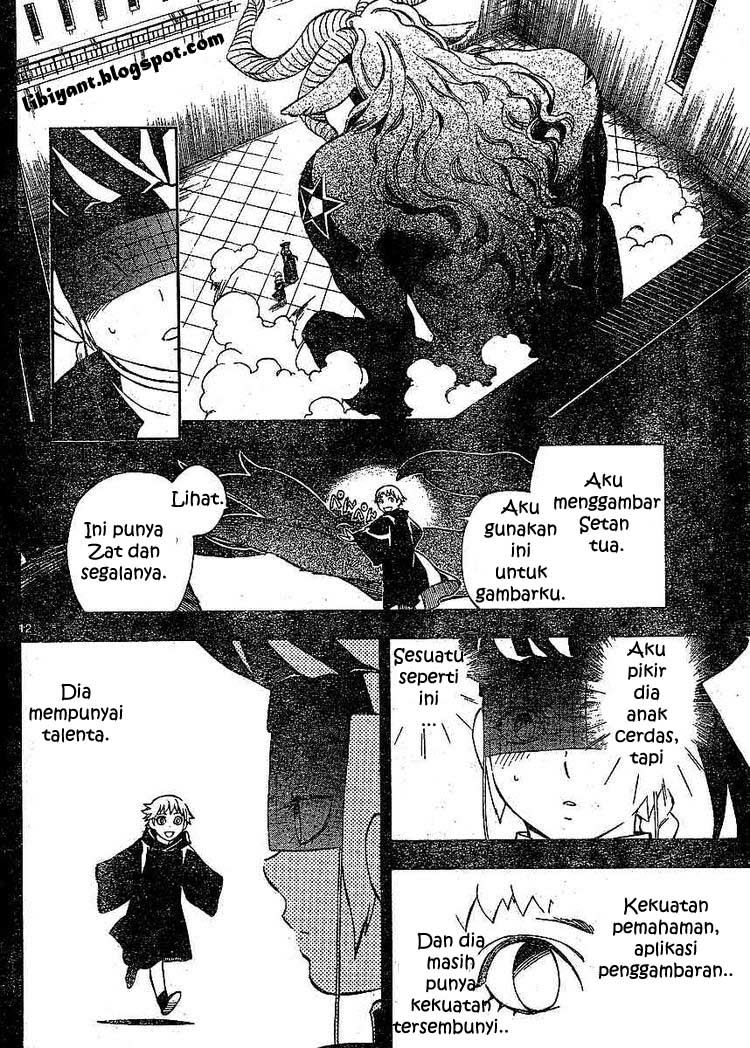 libiyant.blogspot.com
Aku
menggambar
Setan
tua.
Aku
gunakan
ini
untuk
gambarku.
Lihat.
Ini punya
Zat dan
segalanya.
12
Aku
pikir
dia
anak
cerdas,
tapi
Sesuatu
seperti
ini
...
Dia
mempunyai
talenta.
Kekuatan
pemahaman,
aplikasi
penggambaran..
Dan dia
masih
punya
kekuatan
tersembunyi..